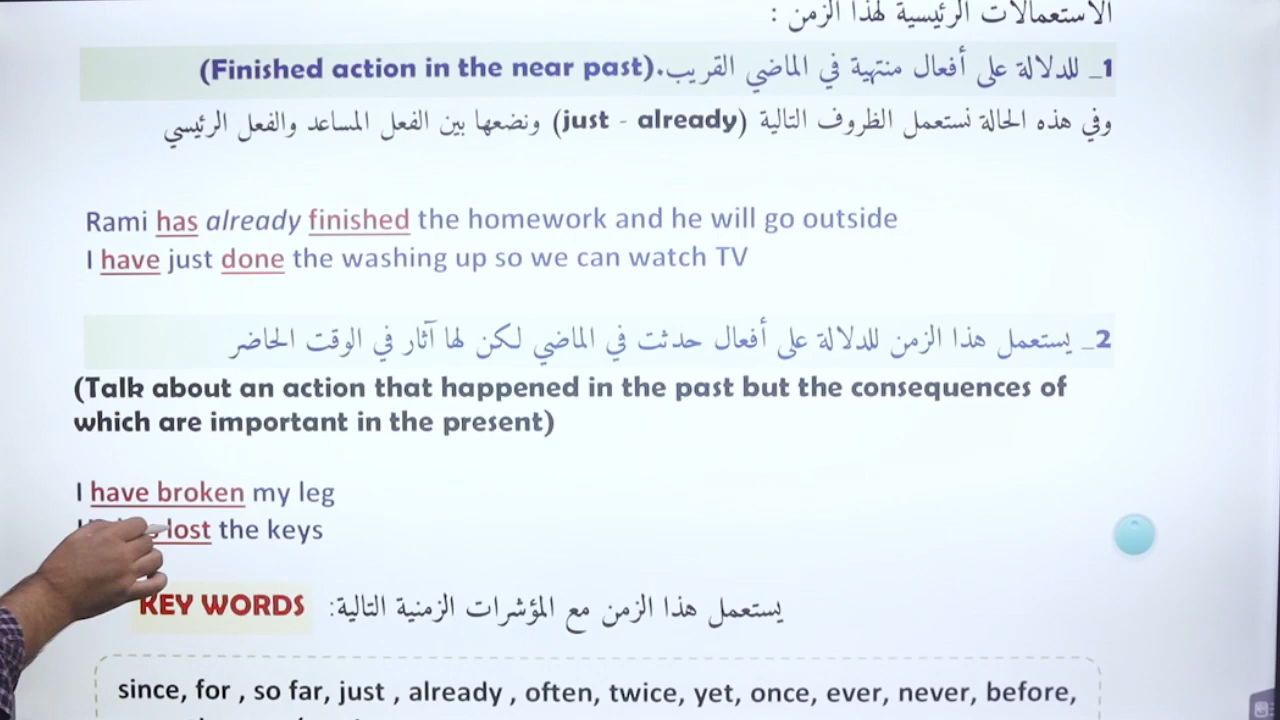 الاستعمالات الرئيسية لهذا الزمن :
1_ للدلالة على أفعال منتهية في الماضي القريب.(Finished action in the near past)
وفي هذه الحالة نستعمل الظروف التالية (just - already) ونضعها بين الفعل المساعد والفعل الرئيسي
Rami has already finished the homework and he will go outside
I have just done the washing up so we can watch TV
2_ يستعمل هذا الزمن للدلالة على أفعال حدثت في الماضي لكن لها آثار في الوقت الحاضر
(Talk about an action that happened in the past but the consequences of
which are important in the present)
I have broken my leg
lost the keys
KEY WORDS يستعمل هذا الزمن مع المؤشرات الزمنية التالية:
since, for , so far, just , already , often, twice, yet, once, ever, never, before,